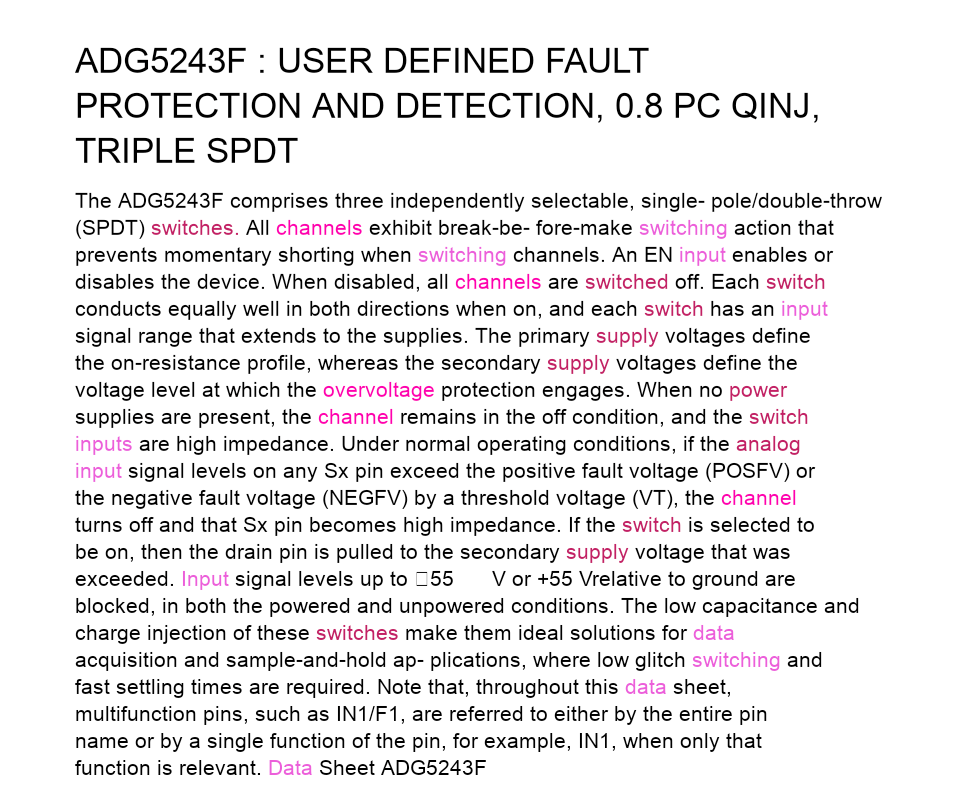 ADG5243F : USER DEFINED FAULT
PROTECTION AND DETECTION, 0.8 PC QINJ,
TRIPLE SPDT
The ADG5243F comprises three independently selectable, single- pole/double-throw
(SPDT) switches. All channels exhibit break-be- fore-make switching action that
prevents momentary shorting when switching channels. An EN input enables or
disables the device. When disabled, all channels are switched off. Each switch
conducts equally well in both directions when on, and each switch has an input
signal range that extends to the supplies. The primary supply voltages define
the on-resistance profile, whereas the secondary supply voltages define the
voltage level at which the overvoltage protection engages. When no power
supplies are present, the channel remains in the off condition, and the switch
inputs are high impedance. Under normal operating conditions, if the analog
input signal levels on any Sx pin exceed the positive fault voltage (POSFV) or
the negative fault voltage (NEGFV) by a threshold voltage (VT), the channel
turns off and that Sx pin becomes high impedance. If the switch is selected to
be on, then the drain pin is pulled to the secondary supply voltage that was
exceeded. Input signal levels up to □55 V or +55 Vrelative to ground are
blocked, in both the powered and unpowered conditions. The low capacitance and
charge injection of these switches make them ideal solutions for data
acquisition and sample-and-hold ap- plications, where low glitch switching and
fast settling times are required. Note that, throughout this data sheet,
multifunction pins, such as IN1/F1, are referred to either by the entire pin
name or by a single function of the pin, for example, IN1, when only that
function is relevant. Data Sheet ADG5243F